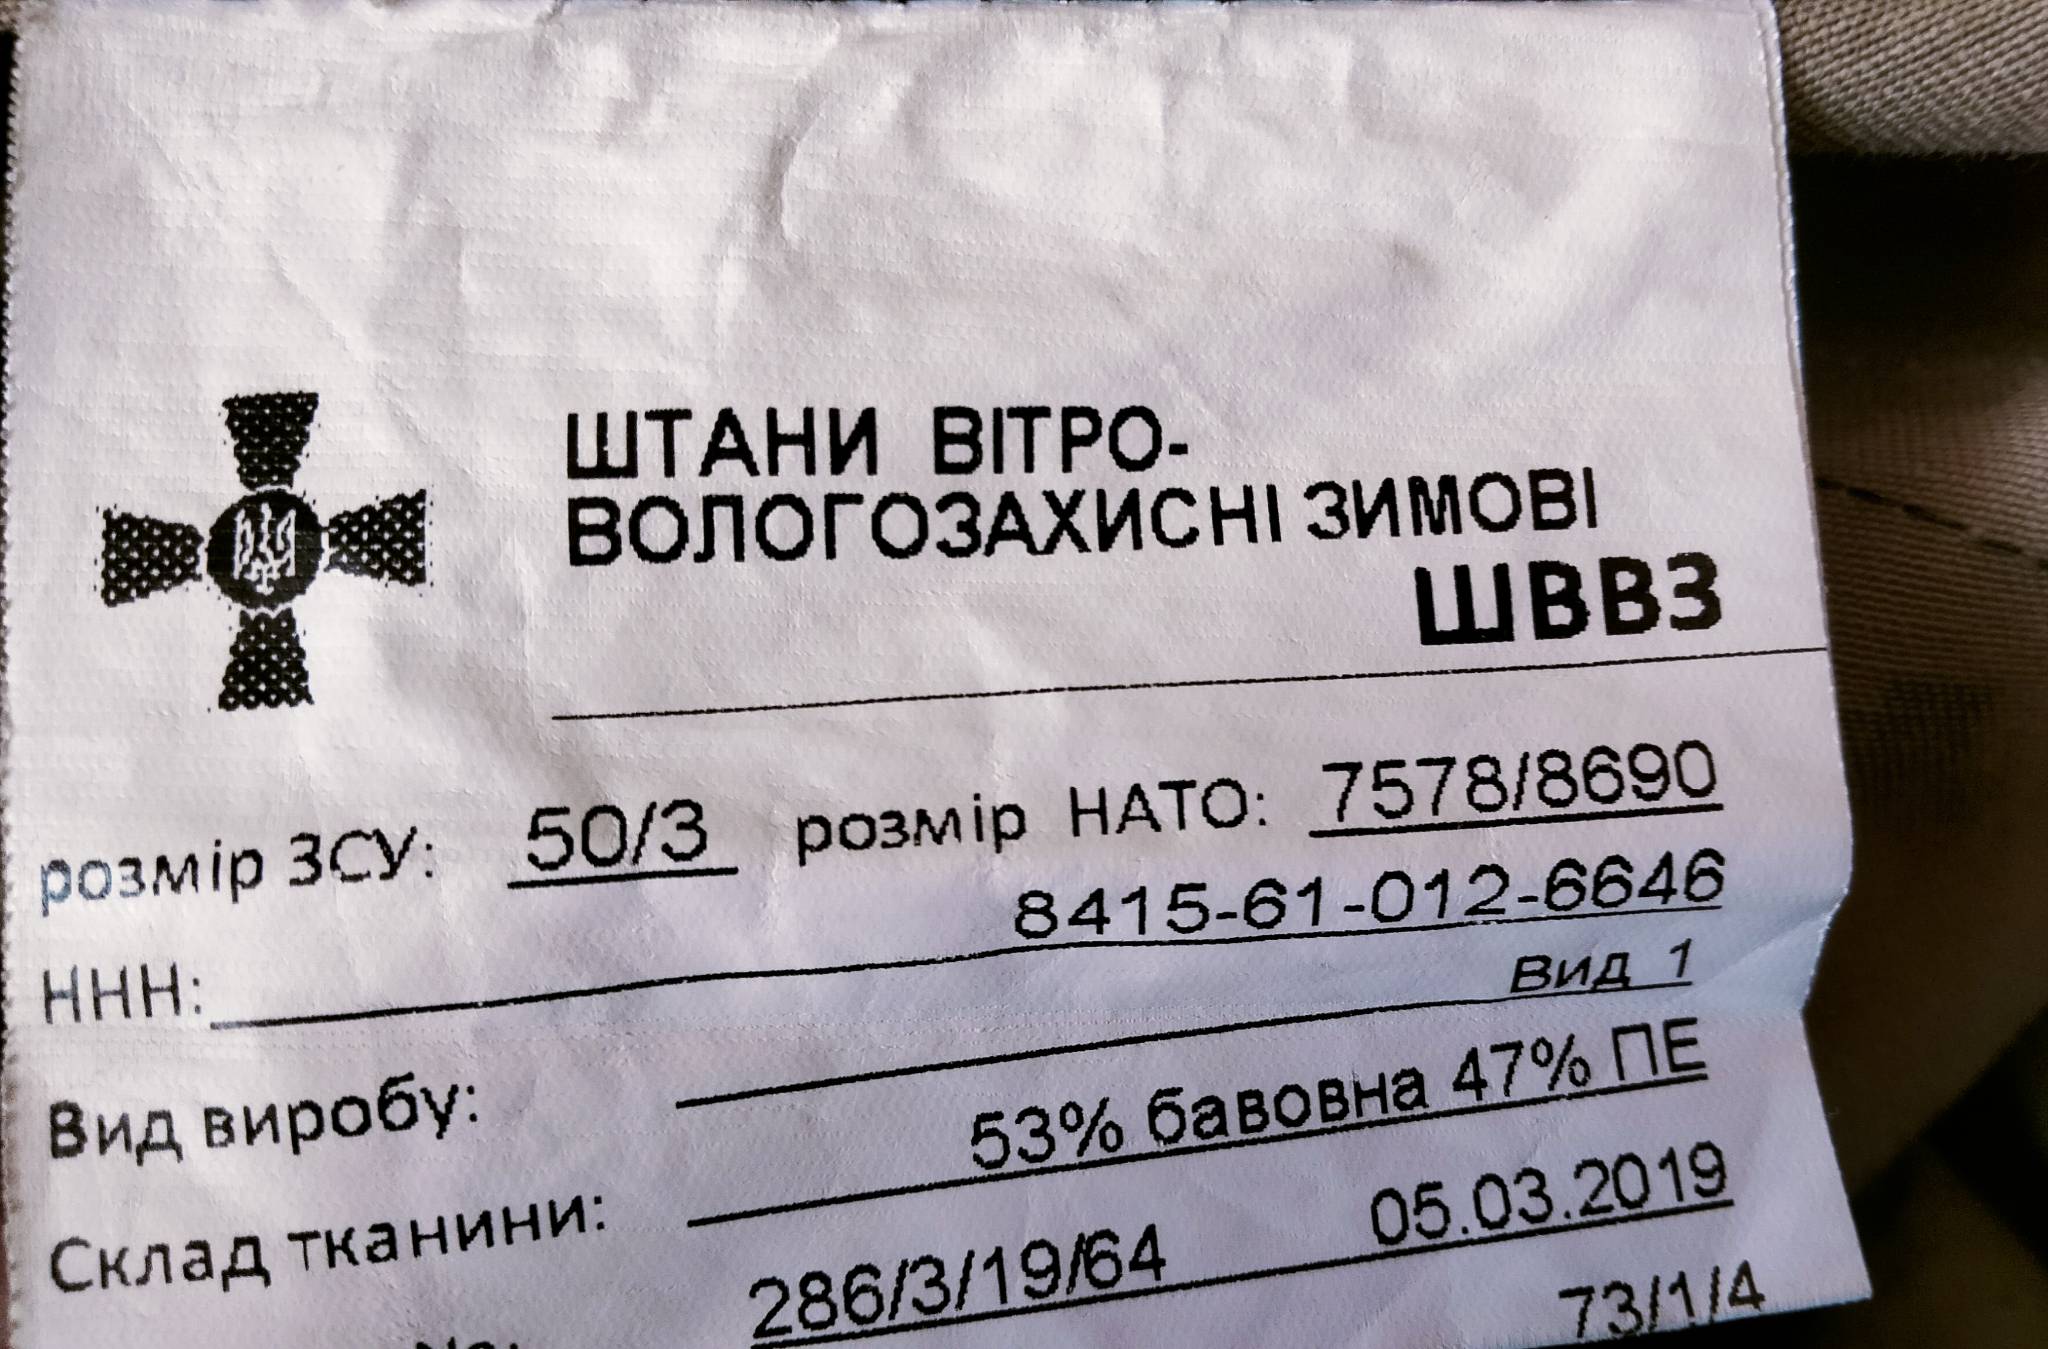 ШТАНИ ВІТРО-
ВОЛОГОЗАХИСНІ ЗИМОВІ
ШВВЗ
розмір ЗСУ: 50/3 розмір НАТО: 7578/8690
ННН: 8415-61-012-6646
Вид виробу: Вид 1
Склад тканини: 53% бавовна 47% ПЕ
286/3/19/64 05.03.2019
73/1/4